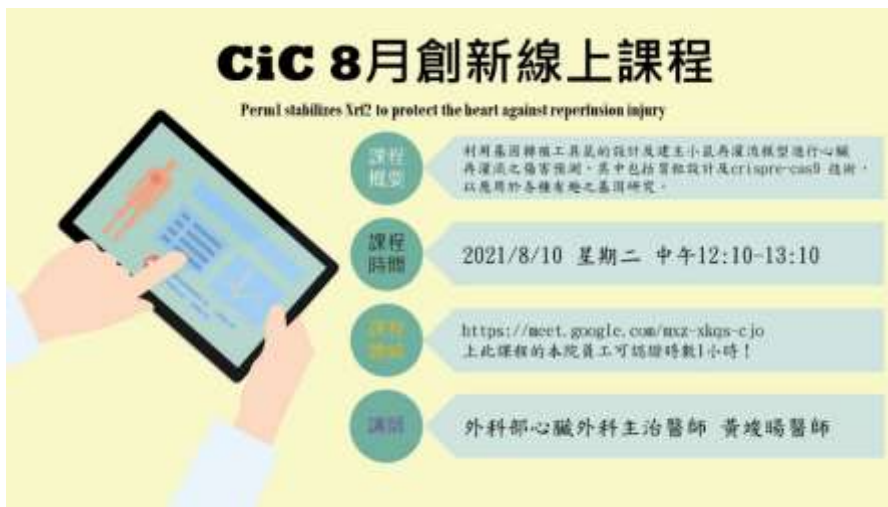 CiC 8月創新線上課程
Perm1 stabilizes to protect the heart against reperfusion injury
課程
概要
利用基因轉殖工具鼠的設計及建立小鼠再灌流模型進行心臟
再灌流之傷害預測，其中包括質粒設計及crispre-cas9 技術，
以應用於各種有趣之基因研究。
課程
時間
2021/8/10 星期二 中午12:10-13:10
課程
https://meet.google.com/mxz-xkqs-cjo
上此課程的本院員工可認證時數1小時！
講師
外科部心臟外科主治醫師 黃竣暘醫師